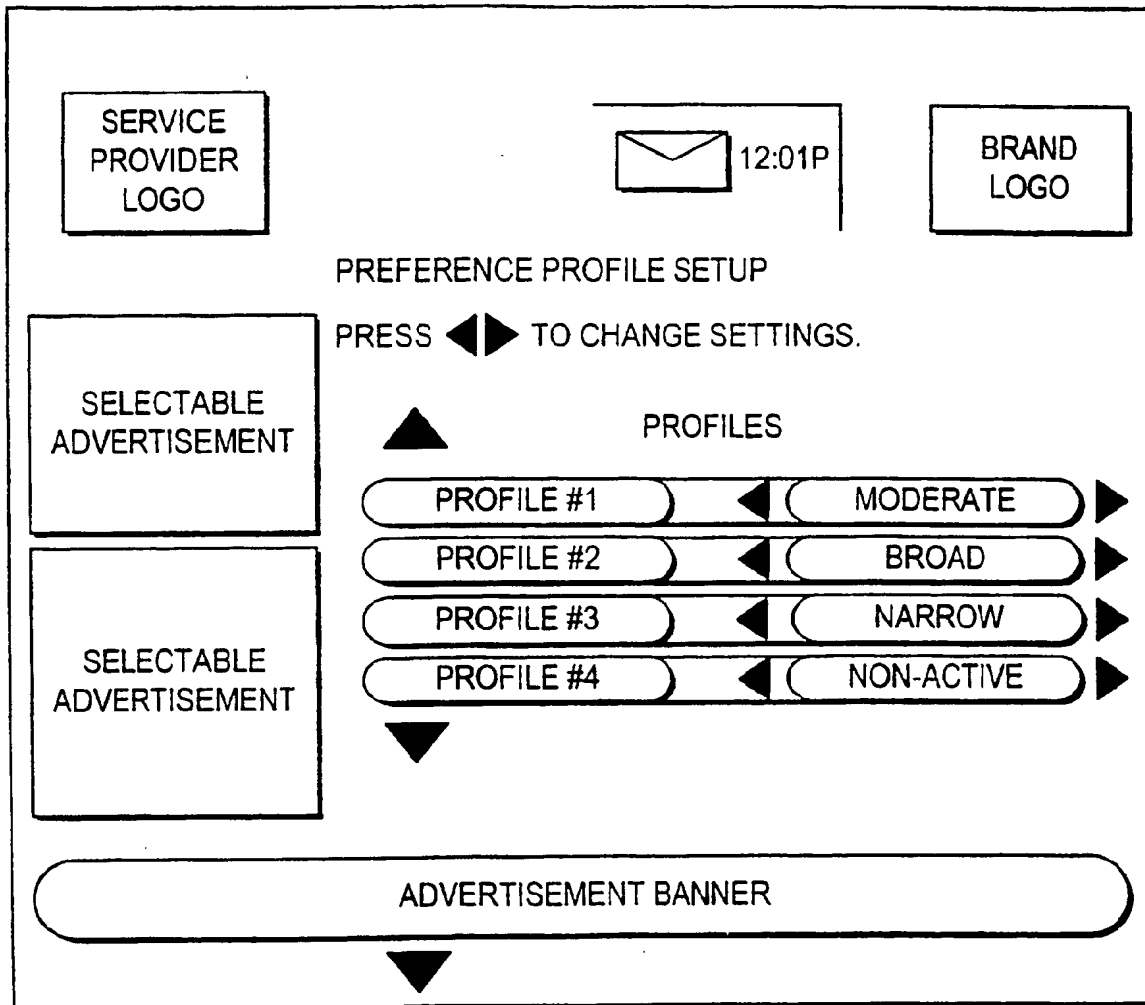 SERVICE
PROVIDER
LOGO
12:01P
BRAND
LOGO
PREFERENCE PROFILE SETUP
PRESS ◀▶ TO CHANGE SETTINGS.
SELECTABLE
ADVERTISEMENT
PROFILES
PROFILE #1 MODERATE
PROFILE #2 BROAD
PROFILE #3 NARROW
PROFILE #4 NON-ACTIVE
SELECTABLE
ADVERTISEMENT
ADVERTISEMENT BANNER